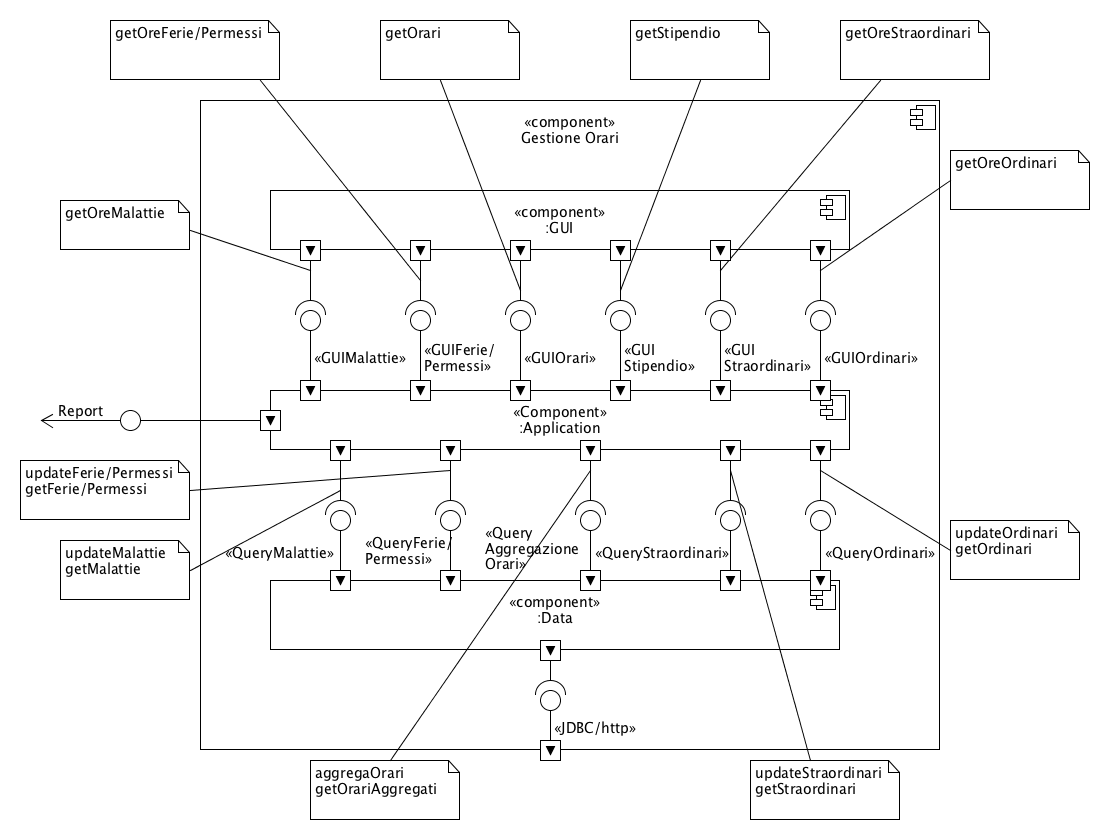 getOreFerie/Permessi
getOrari
getStipendio
getOreStraordinari
«component»
Gestione Orari
getOreOrdinari
getOreMalattie
«component»
:GUI
«GUIMalattie»
«GUIFerie/
Permessi»
«GUIOrari»
«GUI
Stipendio»
«GUI
Straordinari»
«GUIOrdinari»
Report
«Component»
:Application
updateFerie/Permessi
getFerie/Permessi
updateMalattie
getMalattie
«QueryMalattie»
«QueryFerie/
Permessi»
«Query
Aggregazione
Orari»
«QueryStraordinari»
«QueryOrdinari»
updateOrdinari
getOrdinari
«component»
:Data
«JDBC/http»
aggregaOrari
getOrariAggregati
updateStraordinari
getStraordinari